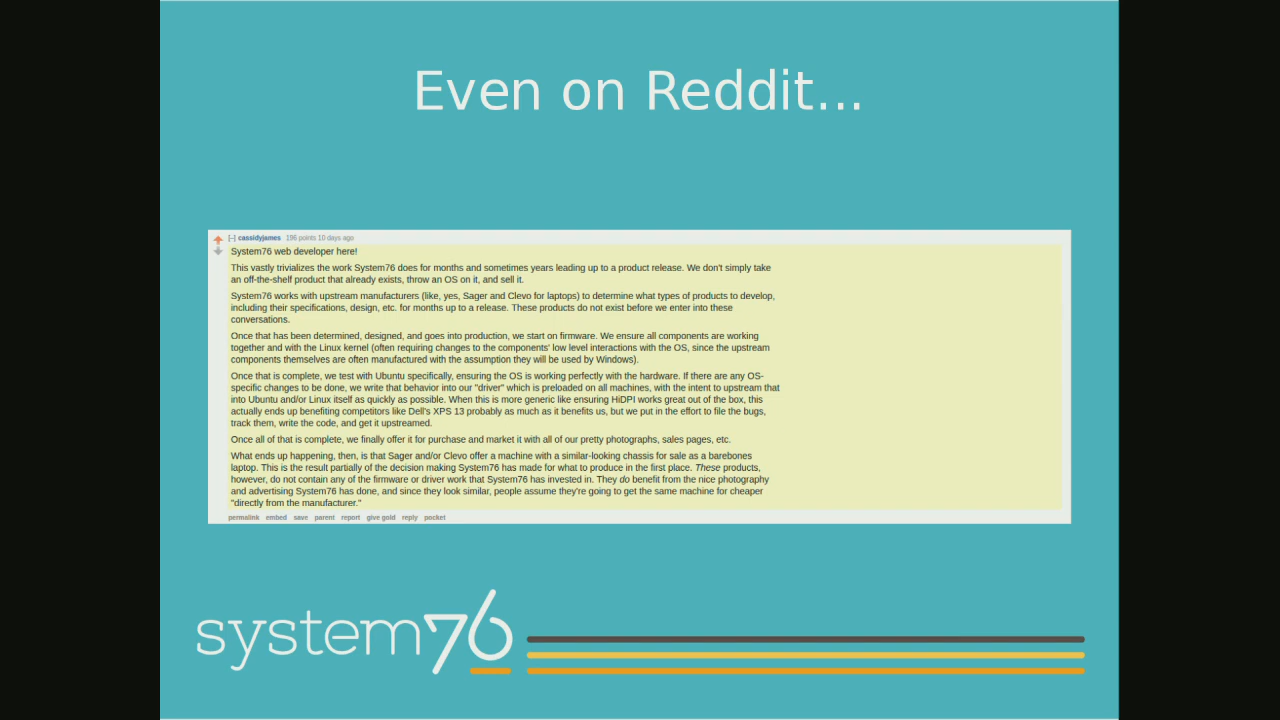 Even on Reddit...
[-] cassidyjames 196 points 10 days ago
System76 web developer here!
This vastly trivializes the work System76 does for months and sometimes years leading up to a product release. We don't simply take
an off-the-shelf product that already exists, throw an OS on it, and sell it.
System76 works with upstream manufacturers (like, yes, Sager and Clevo for laptops) to determine what types of products to develop,
including their specifications, design, etc. for months up to a release. These products do not exist before we enter into these
conversations.
Once that has been determined, designed, and goes into production, we start on firmware. We ensure all components are working
together and with the Linux kernel (often requiring changes to the components' low level interactions with the OS, since the upstream
components themselves are often manufactured with the assumption they will be used by Windows).
Once that is complete, we test with Ubuntu specifically, ensuring the OS is working perfectly with the hardware. If there are any OS-
specific changes to be done, we write that behavior into our "driver" which is preloaded on all machines, with the intent to upstream that
into Ubuntu and/or Linux itself as quickly as possible. When this is more generic like ensuring HiDPI works great out of the box, this
actually ends up benefiting competitors like Dell's XPS 13 probably as much as it benefits us, but we put in the effort to file the bugs,
track them, write the code, and get it upstreamed.
Once all of that is complete, we finally offer it for purchase and market it with all of our pretty photographs, sales pages, etc.
What ends up happening, then, is that Sager and/or Clevo offer a machine with a similar-looking chassis for sale as a barebones
laptop. This is the result partially of the decision making System76 has made for what to produce in the first place. These products,
however, do not contain any of the firmware or driver work that System76 has invested in. They do benefit from the nice photography
and advertising System76 has done, and since they look similar, people assume they're going to get the same machine for cheaper
"directly from the manufacturer."
permalink embed save parent report give gold reply pocket
system76